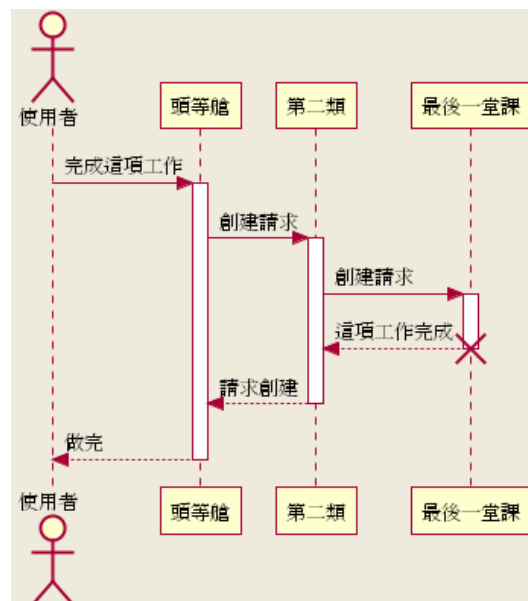 使用者
頭等艙
第二類
最後一堂課
完成這項工作
創建請求
創建請求
這項工作完成
請求創建
做完
使用者
頭等艙
第二類
最後一堂課